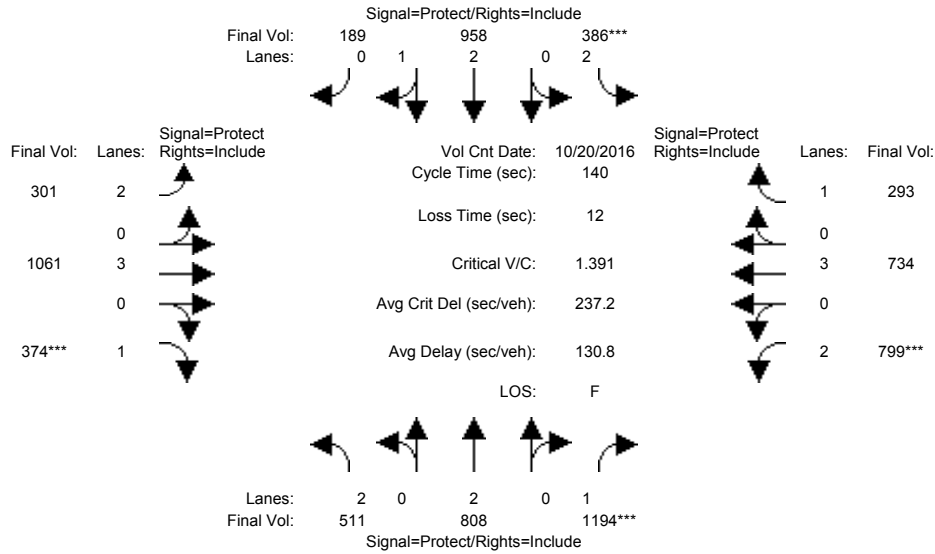 Signal=Protect/Rights=Include
Final Vol: 189 958 386***
Lanes: 0 1 2 0 2
Signal=Protect
Final Vol: Lanes: Rights=Include
Vol Cnt Date: 10/20/2016
Signal=Protect
Rights=Include Lanes: Final Vol:
Cycle Time (sec): 140
301 2
1 293
Loss Time (sec): 12
0
0
1061 3
Critical V/C: 1.391
3 734
0
Avg Crit Del (sec/veh): 237.2
0
374*** 1
Avg Delay (sec/veh): 130.8
2 799***
LOS: F
Lanes: 2 0 2 0 1
Final Vol: 511 808 1194***
Signal=Protect/Rights=Include